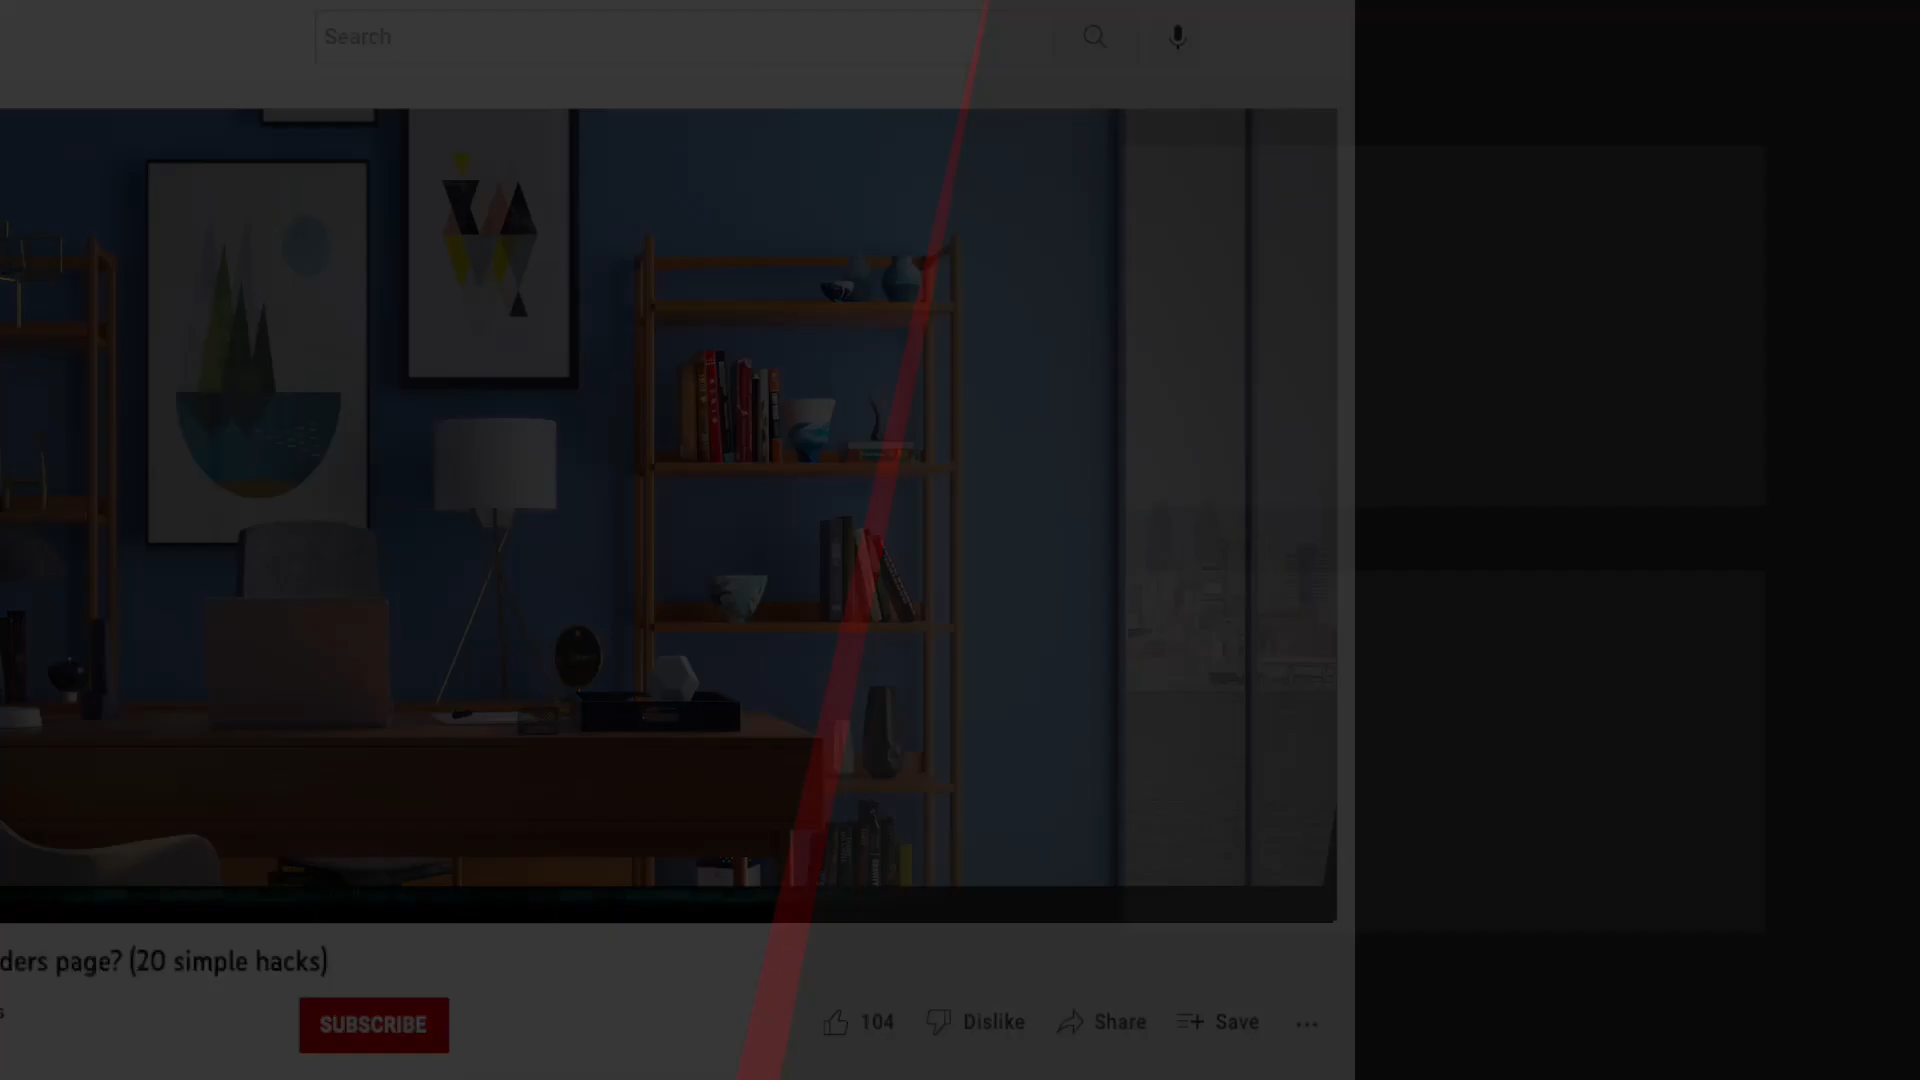 Search
ders page? (20 simple hacks)
s
SUBSCRIBE
104
Dislike
Share
Save